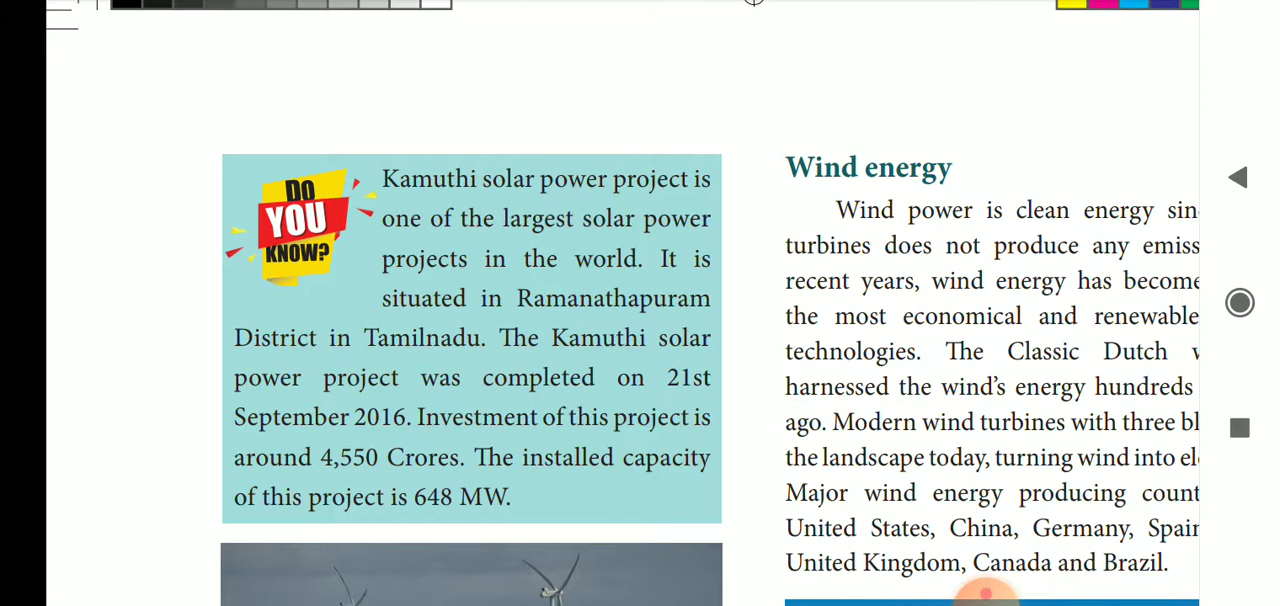 DO
YOU
KNOW?
Kamuthi solar power project is
one of the largest solar power
projects in the world. It is
situated in Ramanathapuram
District in Tamilnadu. The Kamuthi solar
power project was completed on 21st
September 2016. Investment of this project is
around 4,550 Crores. The installed capacity
of this project is 648 MW.
Wind energy
Wind power is clean energy
turbines does not produce any
recent years, wind energy has become
the most economical and renewable
technologies. The Classic Dutch
harnessed the wind's energy hundreds
ago. Modern wind turbines with three
the landscape today, turning wind into
Major wind energy producing
United States, China, Germany, Spain
United Kingdom, Canada and Brazil.